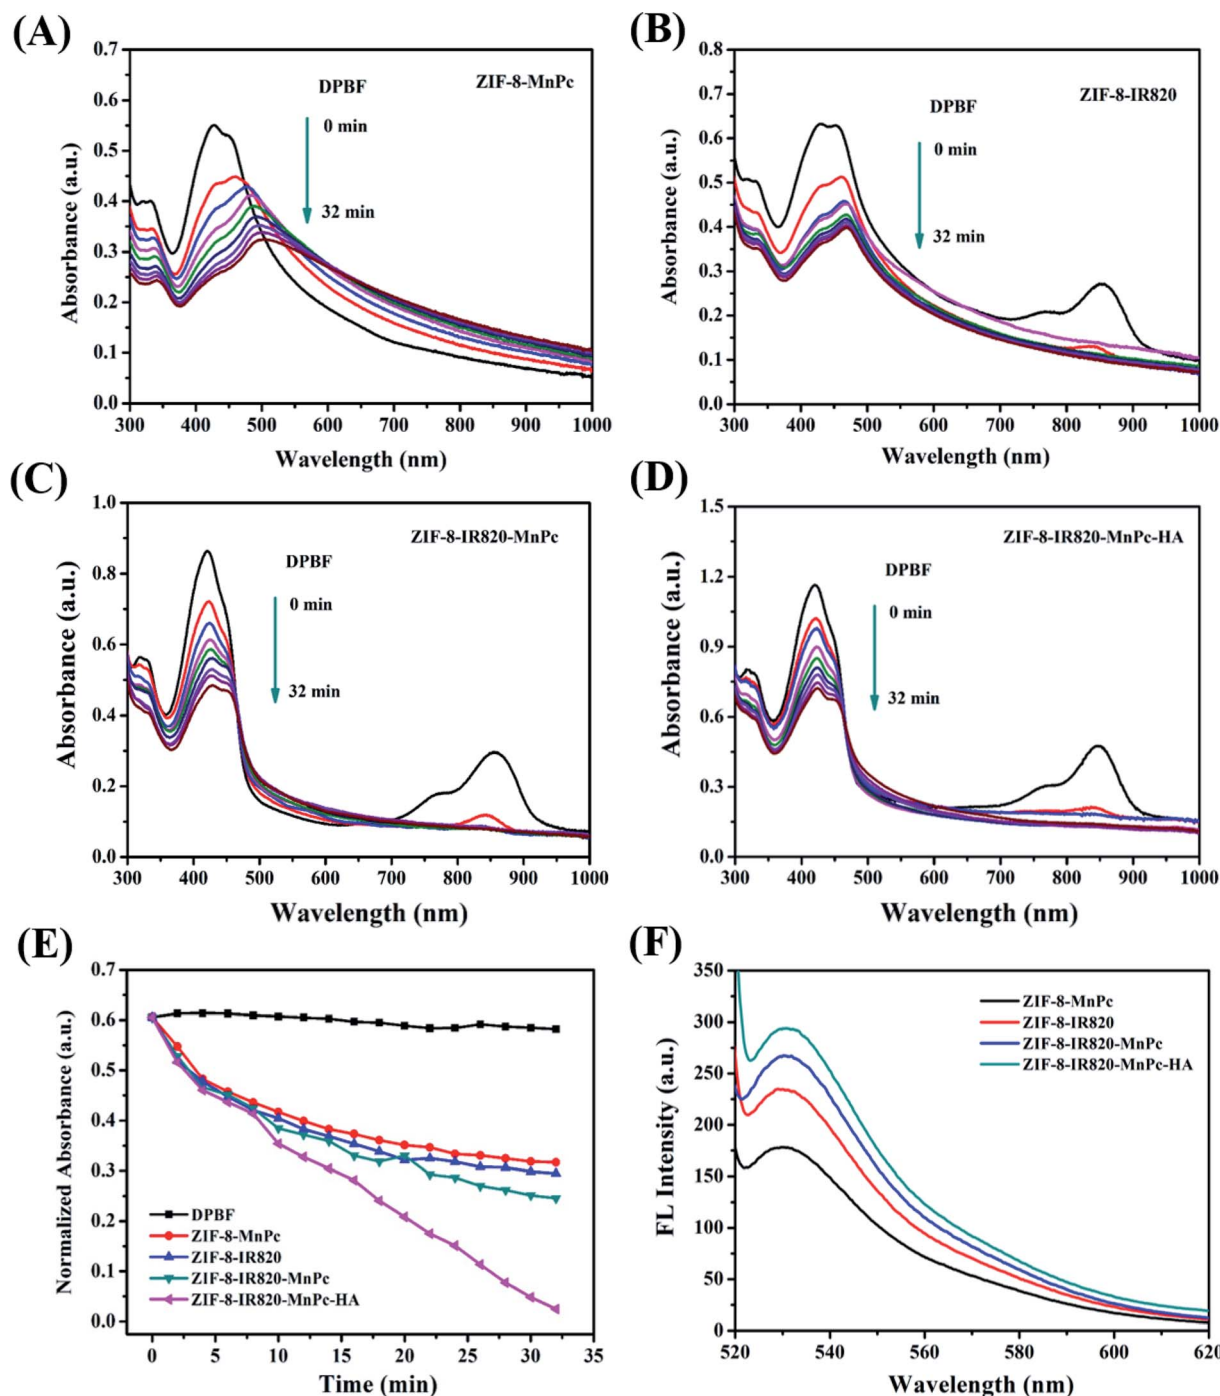 (A)
0.7
0.6
0.5
0.4
0.3
0.2
0.1
0.0
Absorbance (a.u.)
ZIF-8-MnPc
DPBF
0 min
32 min
300 400 500 600 700 800 900 1000
Wavelength (nm)
(B)
0.8
0.7
0.6
0.5
0.4
0.3
0.2
0.1
0.0
Absorbance (a.u.)
ZIF-8-IR820
DPBF
0 min
32 min
300 400 500 600 700 800 900 1000
Wavelength (nm)
(C)
1.0
0.8
0.6
0.4
0.2
0.0
Absorbance (a.u.)
ZIF-8-IR820-MnPc
DPBF
0 min
32 min
300 400 500 600 700 800 900 1000
Wavelength (nm)
(D)
1.5
1.2
0.9
0.6
0.3
0.0
Absorbance (a.u.)
ZIF-8-IR820-MnPc-HA
DPBF
0 min
32 min
300 400 500 600 700 800 900 1000
Wavelength (nm)
(E)
0.7
0.6
0.5
0.4
0.3
0.2
0.1
0.0
Normalized Absorbance (a.u.)
DPBF
ZIF-8-MnPc
ZIF-8-IR820
ZIF-8-IR820-MnPc
ZIF-8-IR820-MnPc-HA
0 5 10 15 20 25 30 35
Time (min)
(F)
350
300
250
200
150
100
50
0
FL Intensity (a.u.)
ZIF-8-MnPc
ZIF-8-IR820
ZIF-8-IR820-MnPc
ZIF-8-IR820-MnPc-HA
520 540 560 580 600 620
Wavelength (nm)